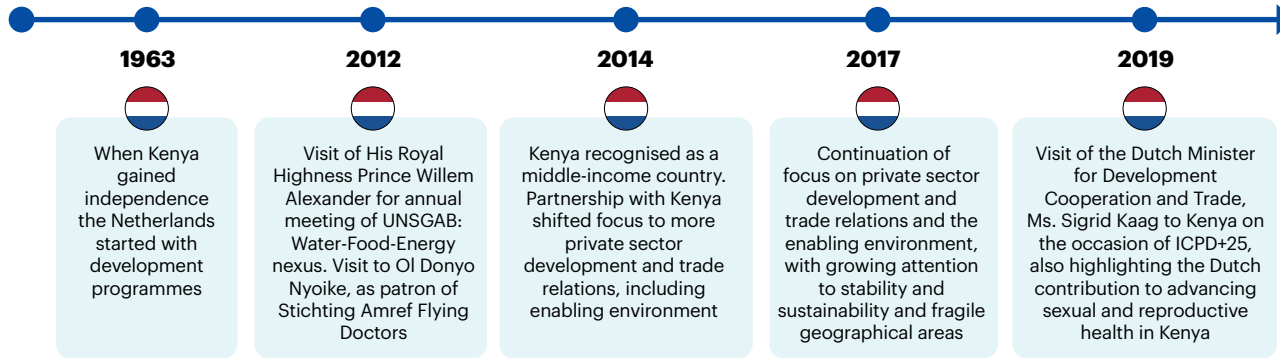 1963
When Kenya
gained
independence
the Netherlands
started with
development
programmes
2012
Visit of His Royal
Highness Prince Willem
Alexander for annual
meeting of UNSGAB:
Water-Food-Energy
nexus. Visit to Ol Donyo
Nyoike, as patron of
Stichting Amref Flying
Doctors
2014
Kenya recognised as a
middle-income country.
Partnership with Kenya
shifted focus to more
private sector
development and trade
relations, including
enabling environment
2017
Continuation of
focus on private sector
development and
trade relations and the
enabling environment,
with growing attention
to stability and
sustainability and fragile
geographical areas
2019
Visit of the Dutch Minister
for Development
Cooperation and Trade,
Ms. Sigrid Kaag to Kenya on
the occasion of ICPD+25,
also highlighting the Dutch
contribution to advancing
sexual and reproductive
health in Kenya